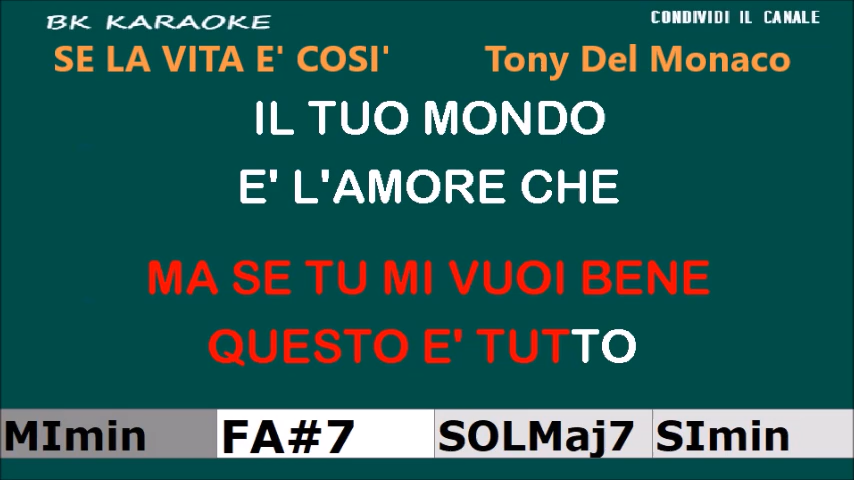 BK KARAOKE
CONDIVIDI IL CANALE
SE LA VITA E' COSI' Tony Del Monaco
IL TUO MONDO
E' L'AMORE CHE
MA SE TU MI VUOI BENE
QUESTO E' TUTTO
MImin FA#7 SOLMaj7 SImin